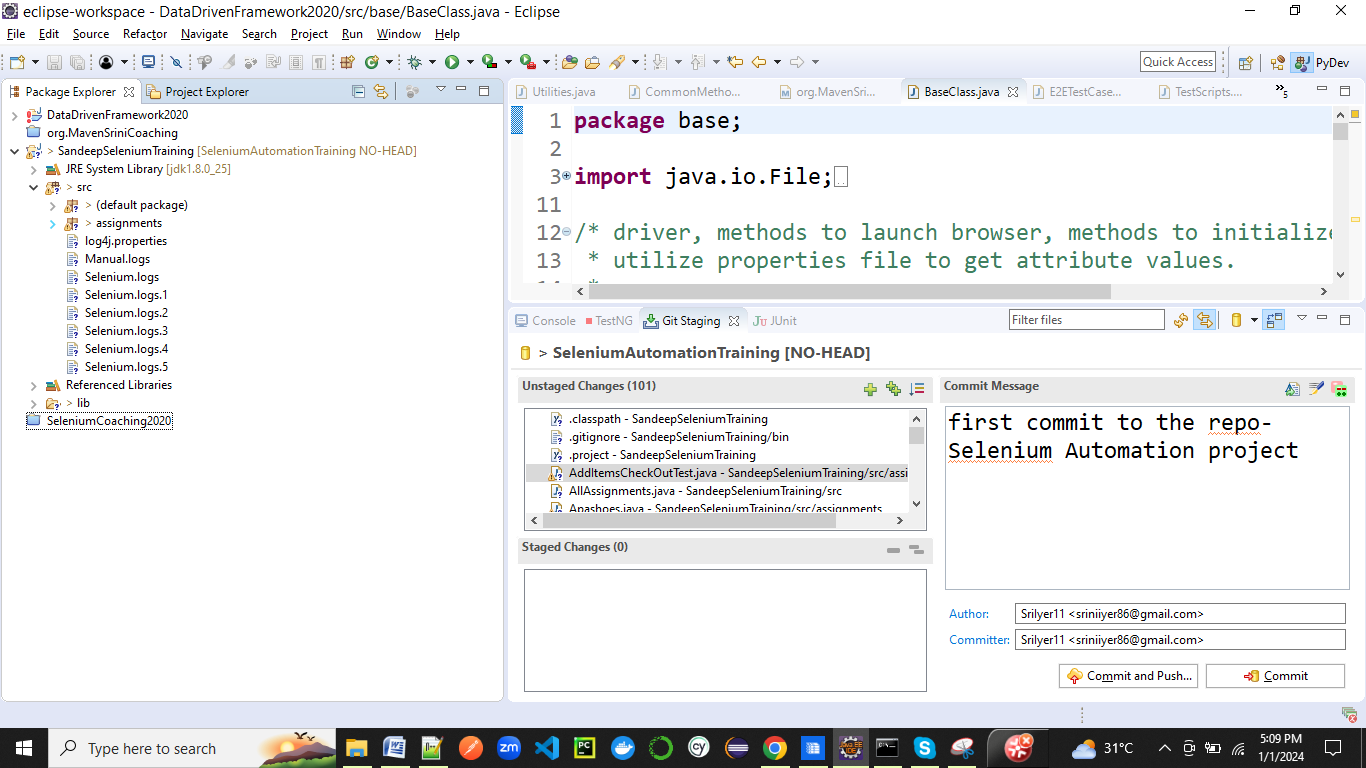 eclipse-workspace - DataDrivenFramework2020/src/base/BaseClass.java - Eclipse
File Edit Source Refactor Navigate Search Project Run Window Help
Quick Access
PyDev
Package Explorer
Project Explorer
DataDrivenFramework2020
org.MavenSriniCoaching
> SandeepSeleniumTraining [SeleniumAutomationTraining NO-HEAD]
JRE System Library [jdk1.8.0_25]
> src
> (default package)
> assignments
log4j.properties
Manual.logs
Selenium.logs
Selenium.logs.1
Selenium.logs.2
Selenium.logs.3
Selenium.logs.4
Selenium.logs.5
Referenced Libraries
> lib
SeleniumCoaching2020
Utilities.java CommonMetho... org.MavenSri... BaseClass.java E2ETestCase... TestScripts.... »5
1 package base;
2
3 import java.io.File;
11
12 /* driver, methods to launch browser, methods to initialize
13 * utilize properties file to get attribute values.
Console TestNG Git Staging JUnit
Filter files
> SeleniumAutomationTraining [NO-HEAD]
Unstaged Changes (101)
.classpath - SandeepSeleniumTraining
.gitignore - SandeepSeleniumTraining/bin
.project - SandeepSeleniumTraining
AddItemsCheckOutTest.java - SandeepSeleniumTraining/src/assi
AllAssignments.java - SandeepSeleniumTraining/src
Apashoes.java - SandeepSeleniumTraining/src/assignments
Staged Changes (0)
Commit Message
first commit to the repo-
Selenium Automation project
Author: SriIyer11 <sriniiyer86@gmail.com>
Committer: SriIyer11 <sriniiyer86@gmail.com>
Commit and Push...
Commit
Type here to search
31°C
5:09 PM
1/1/2024